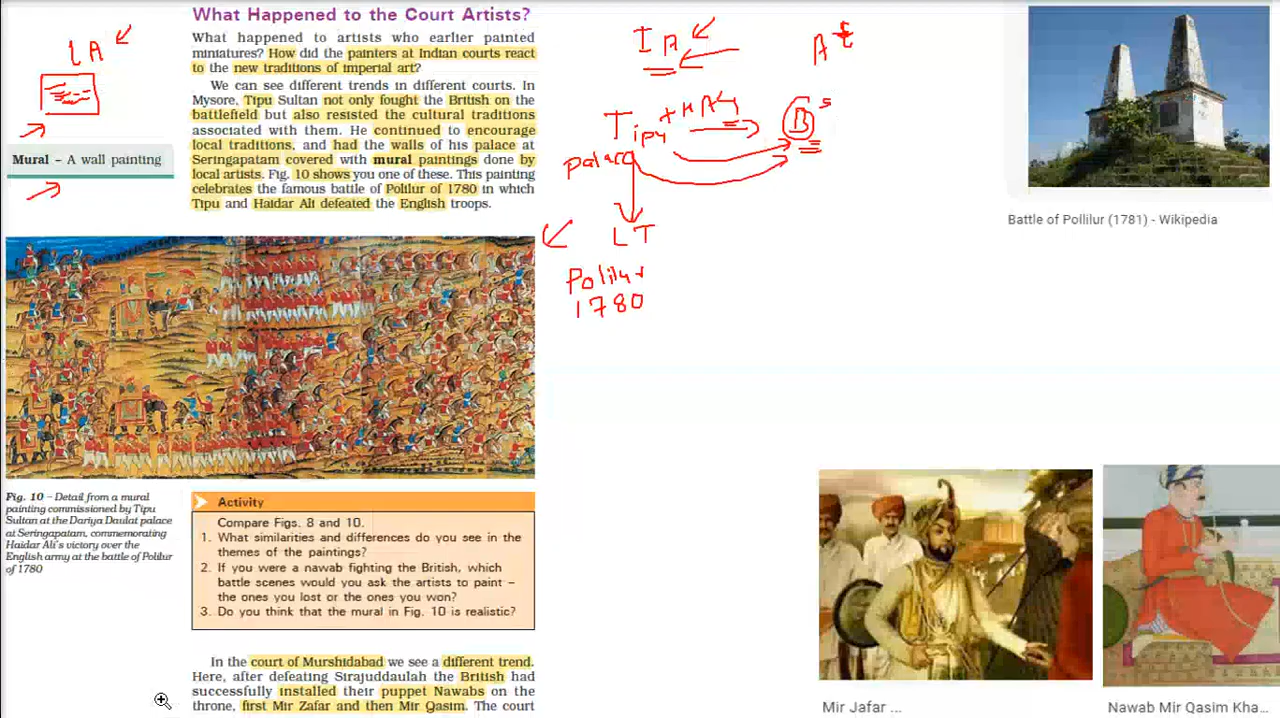 What Happened to the Court Artists?
What happened to artists who earlier painted
miniatures? How did the painters at Indian courts react
to the new traditions of imperial art?
We can see different trends in different courts. In
Mysore, Tipu Sultan not only fought the British on the
battlefield but also resisted the cultural traditions
associated with them. He continued to encourage
local traditions, and had the walls of his palace at
Seringapatam covered with mural paintings done by
local artists. Fig. 10 shows you one of these. This painting
celebrates the famous battle of Polilur of 1780 in which
Tipu and Haidar Ali defeated the English troops.
Mural – A wall painting
IA
Tipu + HAly
B s
Palace
LT
Polilur
1780
Fig. 10 – Detail from a mural
painting commissioned by Tipu
Sultan at the Dariya Daulat palace
at Seringapatam, commemorating
Haidar Ali's victory over the
English army at the battle of Polilur
of 1780
Activity
Compare Figs. 8 and 10.
1. What similarities and differences do you see in the
themes of the paintings?
2. If you were a nawab fighting the British, which
battle scenes would you ask the artists to paint –
the ones you lost or the ones you won?
3. Do you think that the mural in Fig. 10 is realistic?
In the court of Murshidabad we see a different trend.
Here, after defeating Sirajuddaulah the British had
successfully installed their puppet Nawabs on the
throne, first Mir Zafar and then Mir Qasim. The court
Battle of Pollilur (1781) - Wikipedia
Mir Jafar ...
Nawab Mir Qasim Kha...